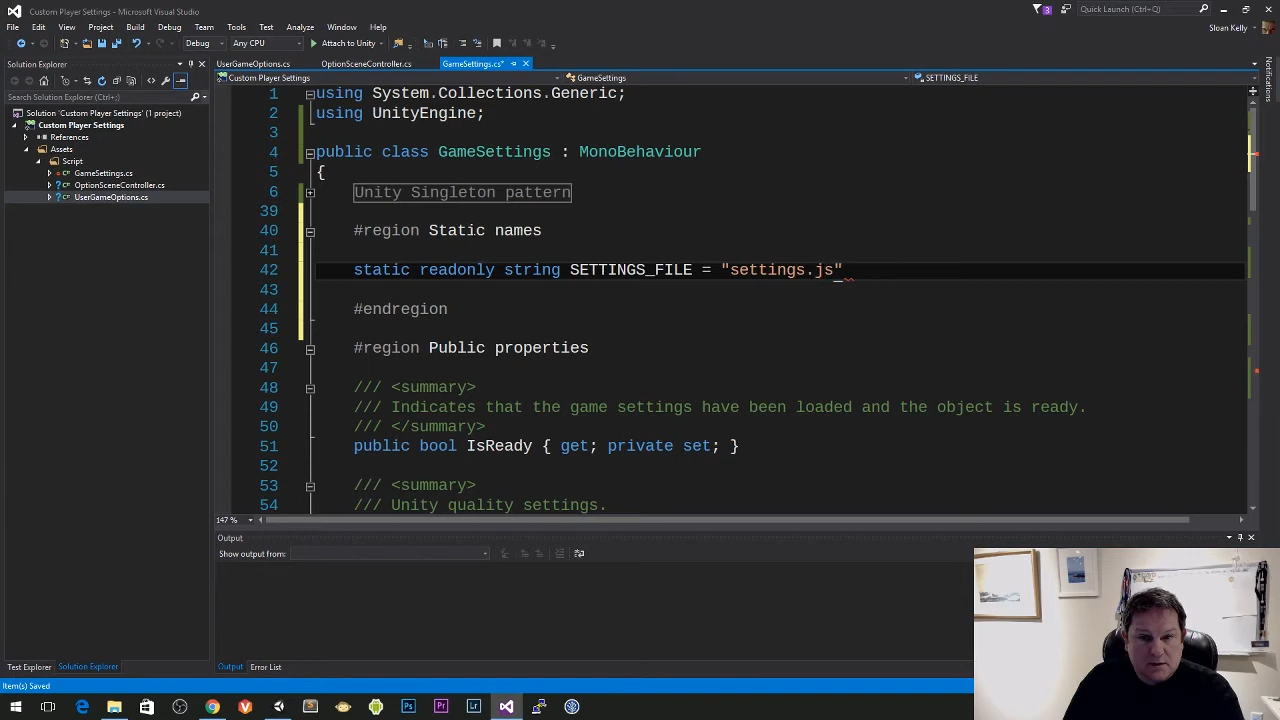 Custom Player Settings - Microsoft Visual Studio
3
Quick Launch (Ctrl+Q)
File Edit View Project Build Debug Team Tools Test Analyze Window Help
Sloan Kelly
Debug Any CPU Attach to Unity
Solution Explorer
UserGameOptions.cs OptionSceneController.cs GameSettings.cs*
Custom Player Settings GameSettings SETTINGS_FILE
Search Solution Explorer (Ctrl+;)
Solution 'Custom Player Settings' (1 project)
Custom Player Settings
References
Assets
Script
GameSettings.cs
OptionSceneController.cs
UserGameOptions.cs
1 using System.Collections.Generic;
2 using UnityEngine;
3
4 public class GameSettings : MonoBehaviour
5 {
6 Unity Singleton pattern
39
40 #region Static names
41
42 static readonly string SETTINGS_FILE = "settings.js"
43
44 #endregion
45
46 #region Public properties
47
48 /// <summary>
49 /// Indicates that the game settings have been loaded and the object is ready.
50 /// </summary>
51 public bool IsReady { get; private set; }
52
53 /// <summary>
54 /// Unity quality settings.
147 %
Output
Show output from:
Test Explorer Solution Explorer
Output Error List
Item(s) Saved
Notifications